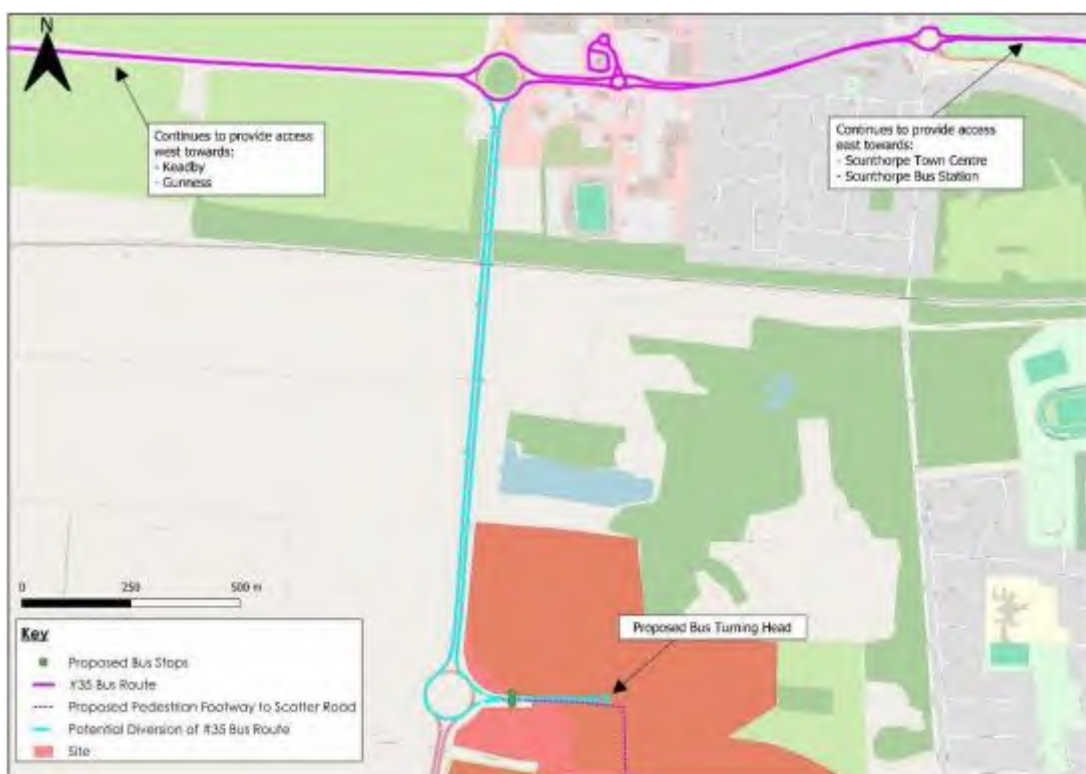 N
Continues to provide access
west towards:
- Keadby
- Gunness
Continues to provide access
east towards:
- Scunthorpe Town Centre
- Scunthorpe Bus Station
0 250 500 m
Proposed Bus Turning Head
Key
Proposed Bus Stops
#35 Bus Route
Proposed Pedestrian Footway to Scotter Road
Potential Diversion of #35 Bus Route
Site